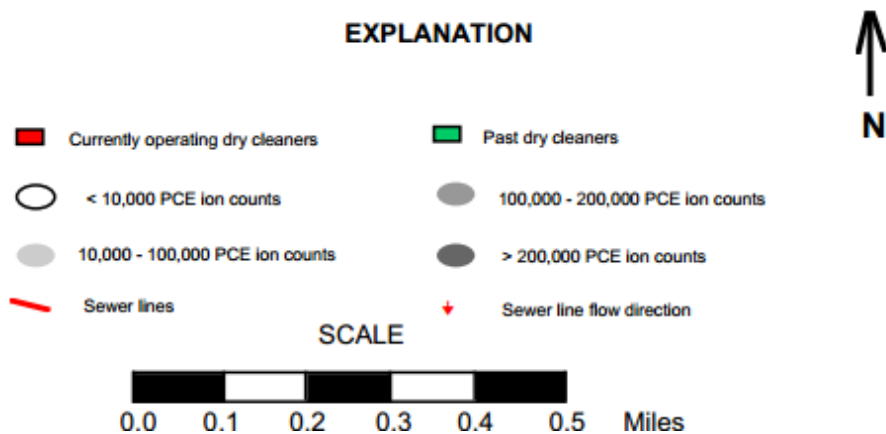 EXPLANATION
N
Currently operating dry cleaners
Past dry cleaners
< 10,000 PCE ion counts
100,000 - 200,000 PCE ion counts
10,000 - 100,000 PCE ion counts
> 200,000 PCE ion counts
Sewer lines
Sewer line flow direction
SCALE
0.0 0.1 0.2 0.3 0.4 0.5 Miles